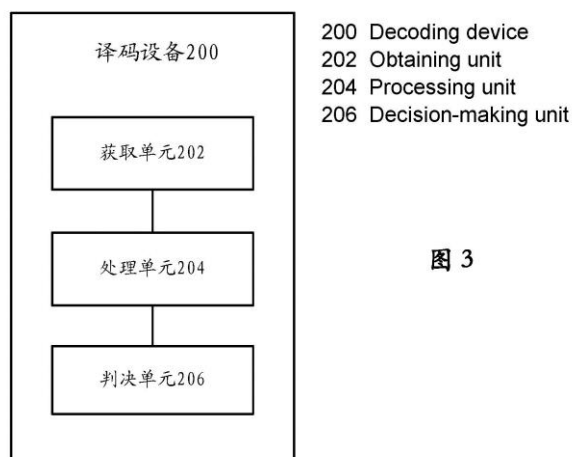 译码设备200
获取单元202
处理单元204
判决单元206
200 Decoding device
202 Obtaining unit
204 Processing unit
206 Decision-making unit
图 3